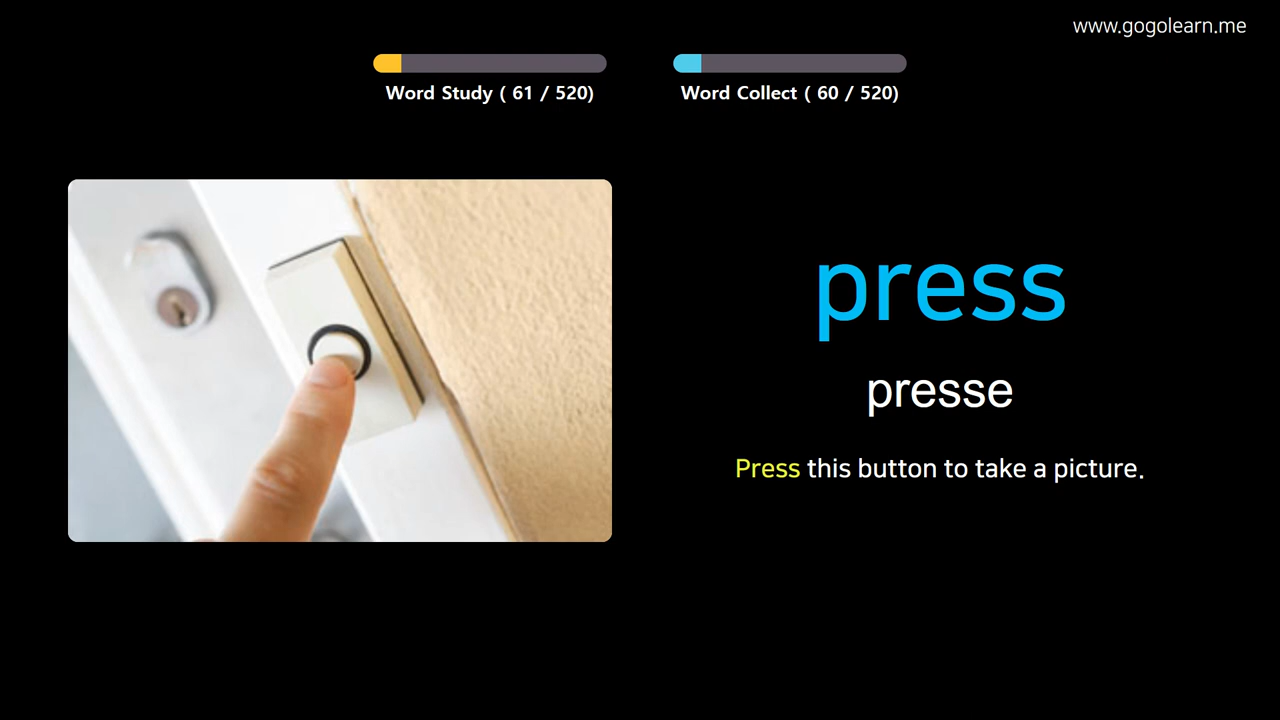 www.gogolearn.me
Word Study ( 61 / 520)
Word Collect ( 60 / 520)
press
presse
Press this button to take a picture.